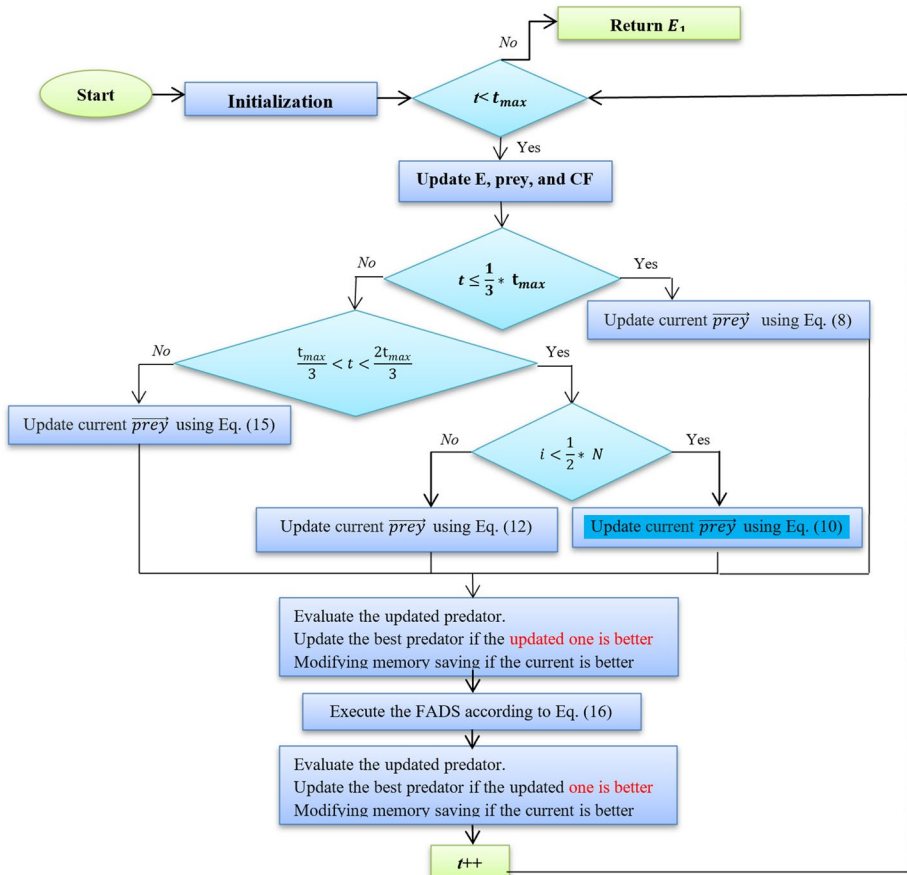 Return E₁
No
Start
Initialization
t< t_max
Yes
Update E, prey, and CF
No
Yes
t ≤ 1/3 * t_max
Update current prey⃗ using Eq. (8)
No
t_max/3 < t < 2t_max/3
Yes
Update current prey⃗ using Eq. (15)
No
i < 1/2 * N
Yes
Update current prey⃗ using Eq. (12)
Update current prey⃗ using Eq. (10)
Evaluate the updated predator.
Update the best predator if the updated one is better
Modifying memory saving if the current is better
Execute the FADS according to Eq. (16)
Evaluate the updated predator.
Update the best predator if the updated one is better
Modifying memory saving if the current is better
t++